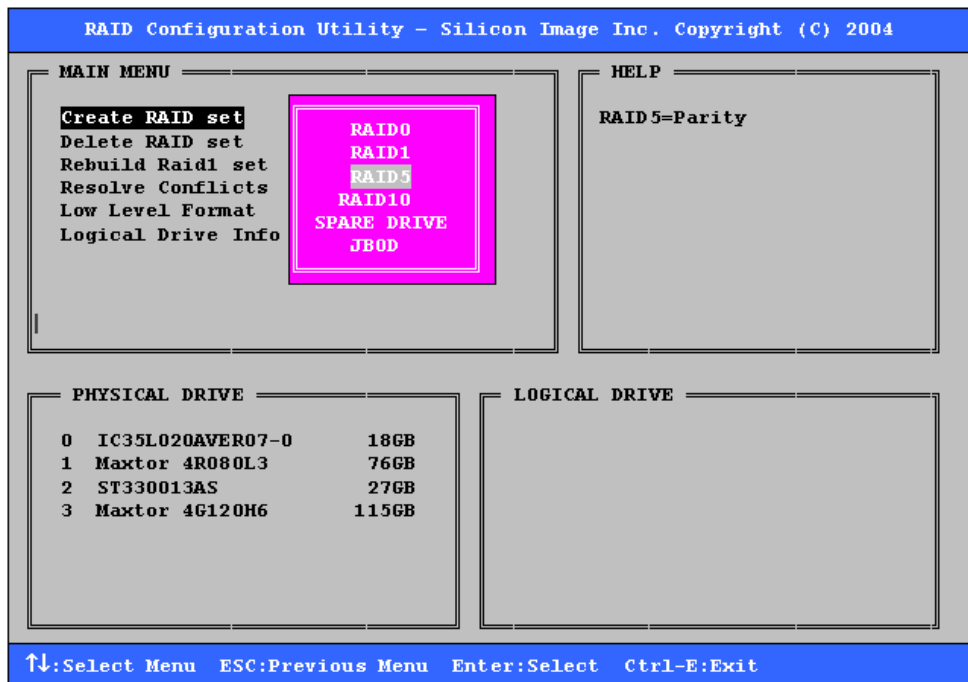 RAID Configuration Utility – Silicon Image Inc. Copyright (C) 2004
MAIN MENU
Create RAID set
Delete RAID set
Rebuild Raid1 set
Resolve Conflicts
Low Level Format
Logical Drive Info
RAID0
RAID1
RAID5
RAID10
SPARE DRIVE
JBOD
HELP
RAID5=Parity
PHYSICAL DRIVE
0 IC35L020AVER07-0 18GB
1 Maxtor 4R080L3 76GB
2 ST330013AS 27GB
3 Maxtor 4G120H6 115GB
LOGICAL DRIVE
↑↓:Select Menu ESC:Previous Menu Enter:Select Ctrl-E:Exit